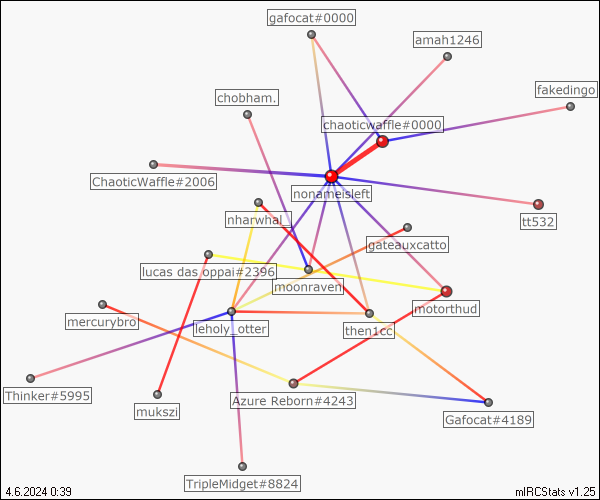 gafocat#0000
amah1246
fakedingo
chobham.
chaoticwaffle#0000
ChaoticWaffle#2006
nonameisleft
nharwhal_
tt532
gateauxcatto
lucas das oppai#2396
moonraven
motorthud
mercurybro
leholy_otter
then1cc
Thinker#5995
mukszi
Azure Reborn#4243
Gafocat#4189
TripleMidget#8824
4.6.2024 0:39
mIRCStats v1.25